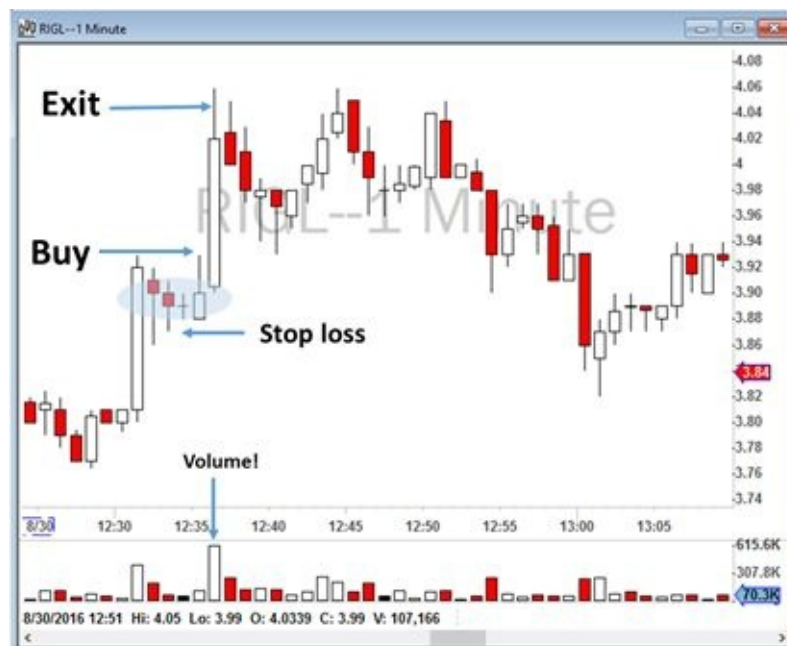 RIGL--1 Minute
4.08
4.06
Exit
4.04
4.02
4
3.98
RIGL--1 Minute
3.96
Buy
3.94
3.92
3.90
3.88
Stop loss
3.86
3.84
3.82
3.80
3.78
Volume!
3.76
3.74
8/30 12:30 12:35 12:40 12:45 12:50 12:55 13:00 13:05
615.6K
307.8K
70.3K
8/30/2016 12:51 Hi: 4.05 Lo: 3.99 O: 4.0339 C: 3.99 V: 107,166